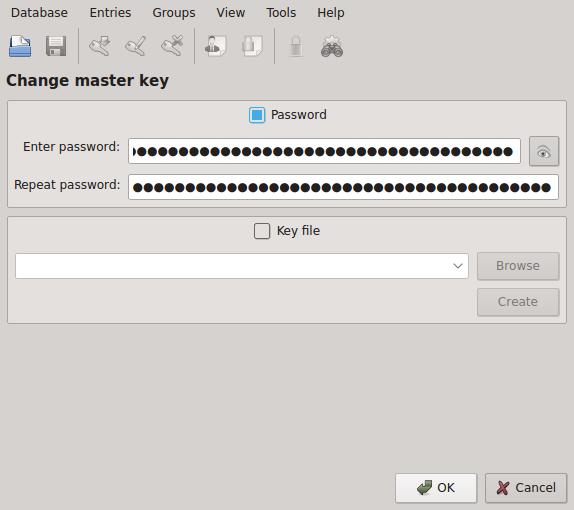 Database Entries Groups View Tools Help
Change master key
Password
Enter password: ●●●●●●●●●●●●●●●●●●●●●●●●●●●
Repeat password: ●●●●●●●●●●●●●●●●●●●●●●●●●●●●●●
Key file
Browse
Create
OK Cancel